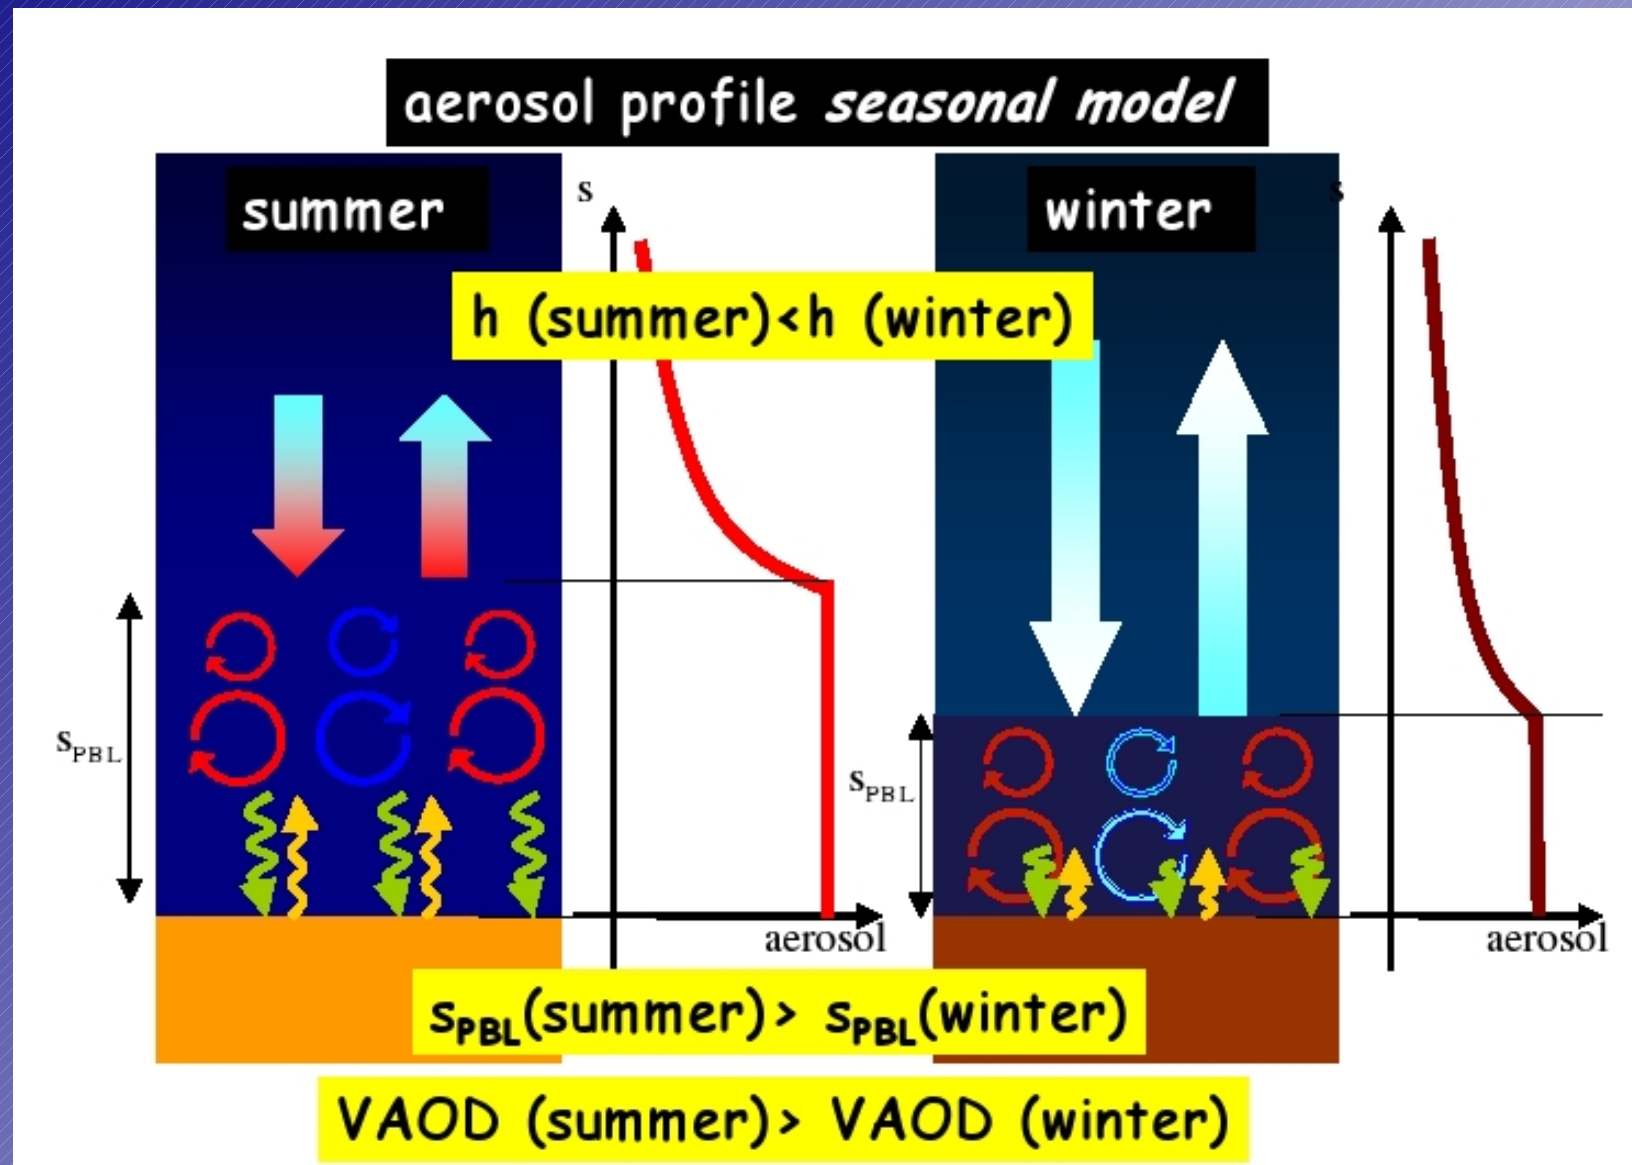 aerosol profile seasonal model
summer
s
winter
s
h (summer)<h (winter)
sPBL
sPBL
aerosol
aerosol
sPBL(summer)> sPBL(winter)
VAOD (summer)> VAOD (winter)